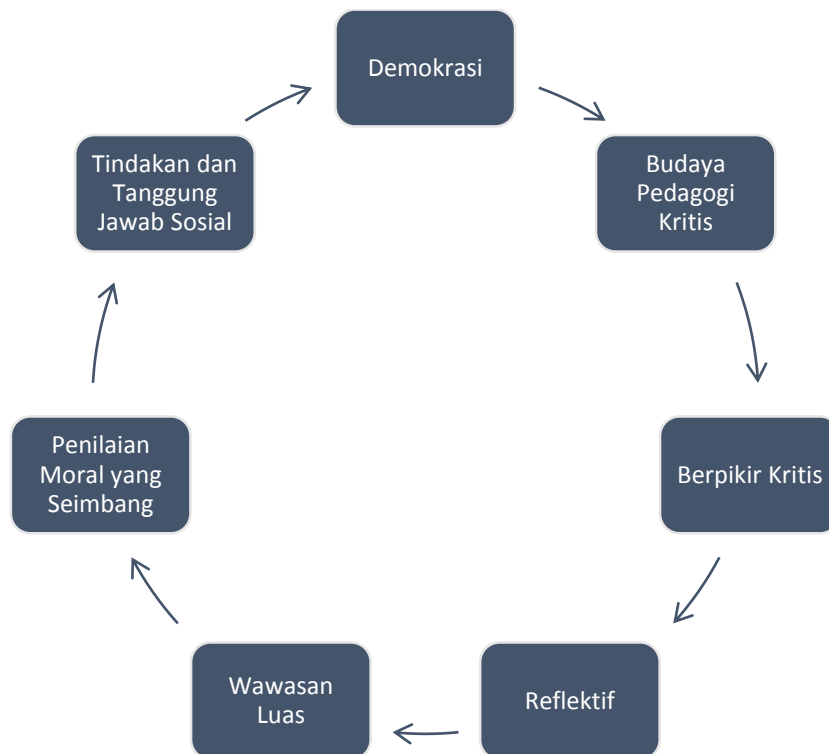 Demokrasi
Budaya
Pedagogi
Kritis
Berpikir Kritis
Reflektif
Wawasan
Luas
Penilaian
Moral yang
Seimbang
Tindakan dan
Tanggung
Jawab Sosial